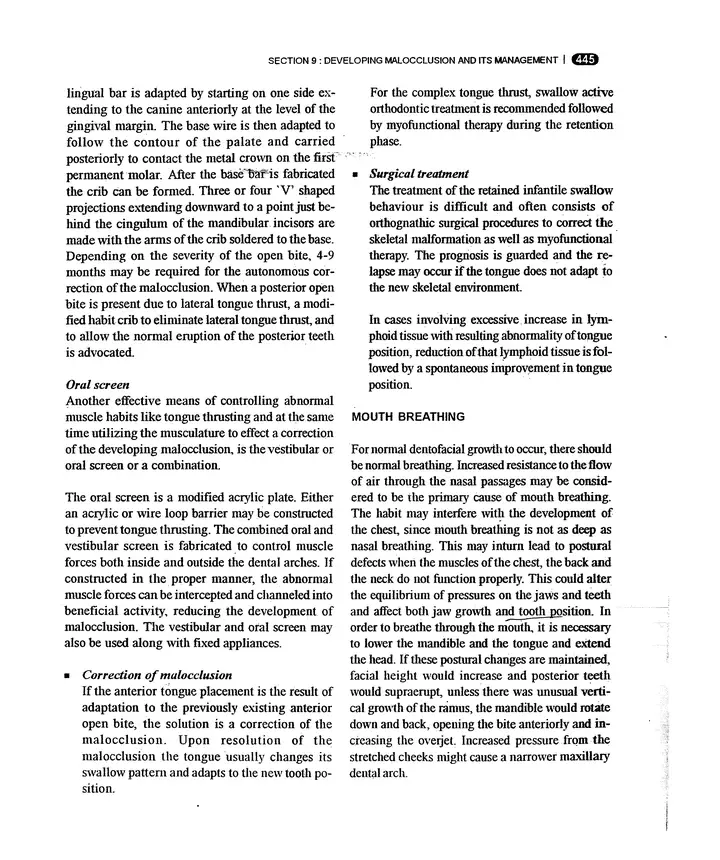 SECTION 9 : DEVELOPING MALOCCLUSION AND ITS MANAGEMENT | 445
lingual bar is adapted by starting on one side ex-
tending to the canine anteriorly at the level of the
gingival margin. The base wire is then adapted to
follow the contour of the palate and carried
posteriorly to contact the metal crown on the first
permanent molar. After the base bar is fabricated
the crib can be formed. Three or four 'V' shaped
projections extending downward to a point just be-
hind the cingulum of the mandibular incisors are
made with the arms of the crib soldered to the base.
Depending on the severity of the open bite, 4-9
months may be required for the autonomous cor-
rection of the malocclusion. When a posterior open
bite is present due to lateral tongue thrust, a modi-
fied habit crib to eliminate lateral tongue thrust, and
to allow the normal eruption of the posterior teeth
is advocated.
Oral screen
Another effective means of controlling abnormal
muscle habits like tongue thrusting and at the same
time utilizing the musculature to effect a correction
of the developing malocclusion, is the vestibular or
oral screen or a combination.
The oral screen is a modified acrylic plate. Either
an acrylic or wire loop barrier may be constructed
to prevent tongue thrusting. The combined oral and
vestibular screen is fabricated to control muscle
forces both inside and outside the dental arches. If
constructed in the proper manner, the abnormal
muscle forces can be intercepted and channeled into
beneficial activity, reducing the development of
malocclusion. The vestibular and oral screen may
also be used along with fixed appliances.
▪ Correction of malocclusion
If the anterior tongue placement is the result of
adaptation to the previously existing anterior
open bite, the solution is a correction of the
malocclusion. Upon resolution of the
malocclusion the tongue usually changes its
swallow pattern and adapts to the new tooth po-
sition.
For the complex tongue thrust, swallow active
orthodontic treatment is recommended followed
by myofunctional therapy during the retention
phase.
▪ Surgical treatment
The treatment of the retained infantile swallow
behaviour is difficult and often consists of
orthognathic surgical procedures to correct the
skeletal malformation as well as myofunctional
therapy. The prognosis is guarded and the re-
lapse may occur if the tongue does not adapt to
the new skeletal environment.
In cases involving excessive increase in lym-
phoid tissue with resulting abnormality of tongue
position, reduction of that lymphoid tissue is fol-
lowed by a spontaneous improvement in tongue
position.
MOUTH BREATHING
For normal dentofacial growth to occur, there should
be normal breathing. Increased resistance to the flow
of air through the nasal passages may be consid-
ered to be the primary cause of mouth breathing.
The habit may interfere with the development of
the chest, since mouth breathing is not as deep as
nasal breathing. This may inturn lead to postural
defects when the muscles of the chest, the back and
the neck do not function properly. This could alter
the equilibrium of pressures on the jaws and teeth
and affect both jaw growth and tooth position. In
order to breathe through the mouth, it is necessary
to lower the mandible and the tongue and extend
the head. If these postural changes are maintained,
facial height would increase and posterior teeth
would supraerupt, unless there was unusual verti-
cal growth of the ramus, the mandible would rotate
down and back, opening the bite anteriorly and in-
creasing the overjet. Increased pressure from the
stretched cheeks might cause a narrower maxillary
dental arch.